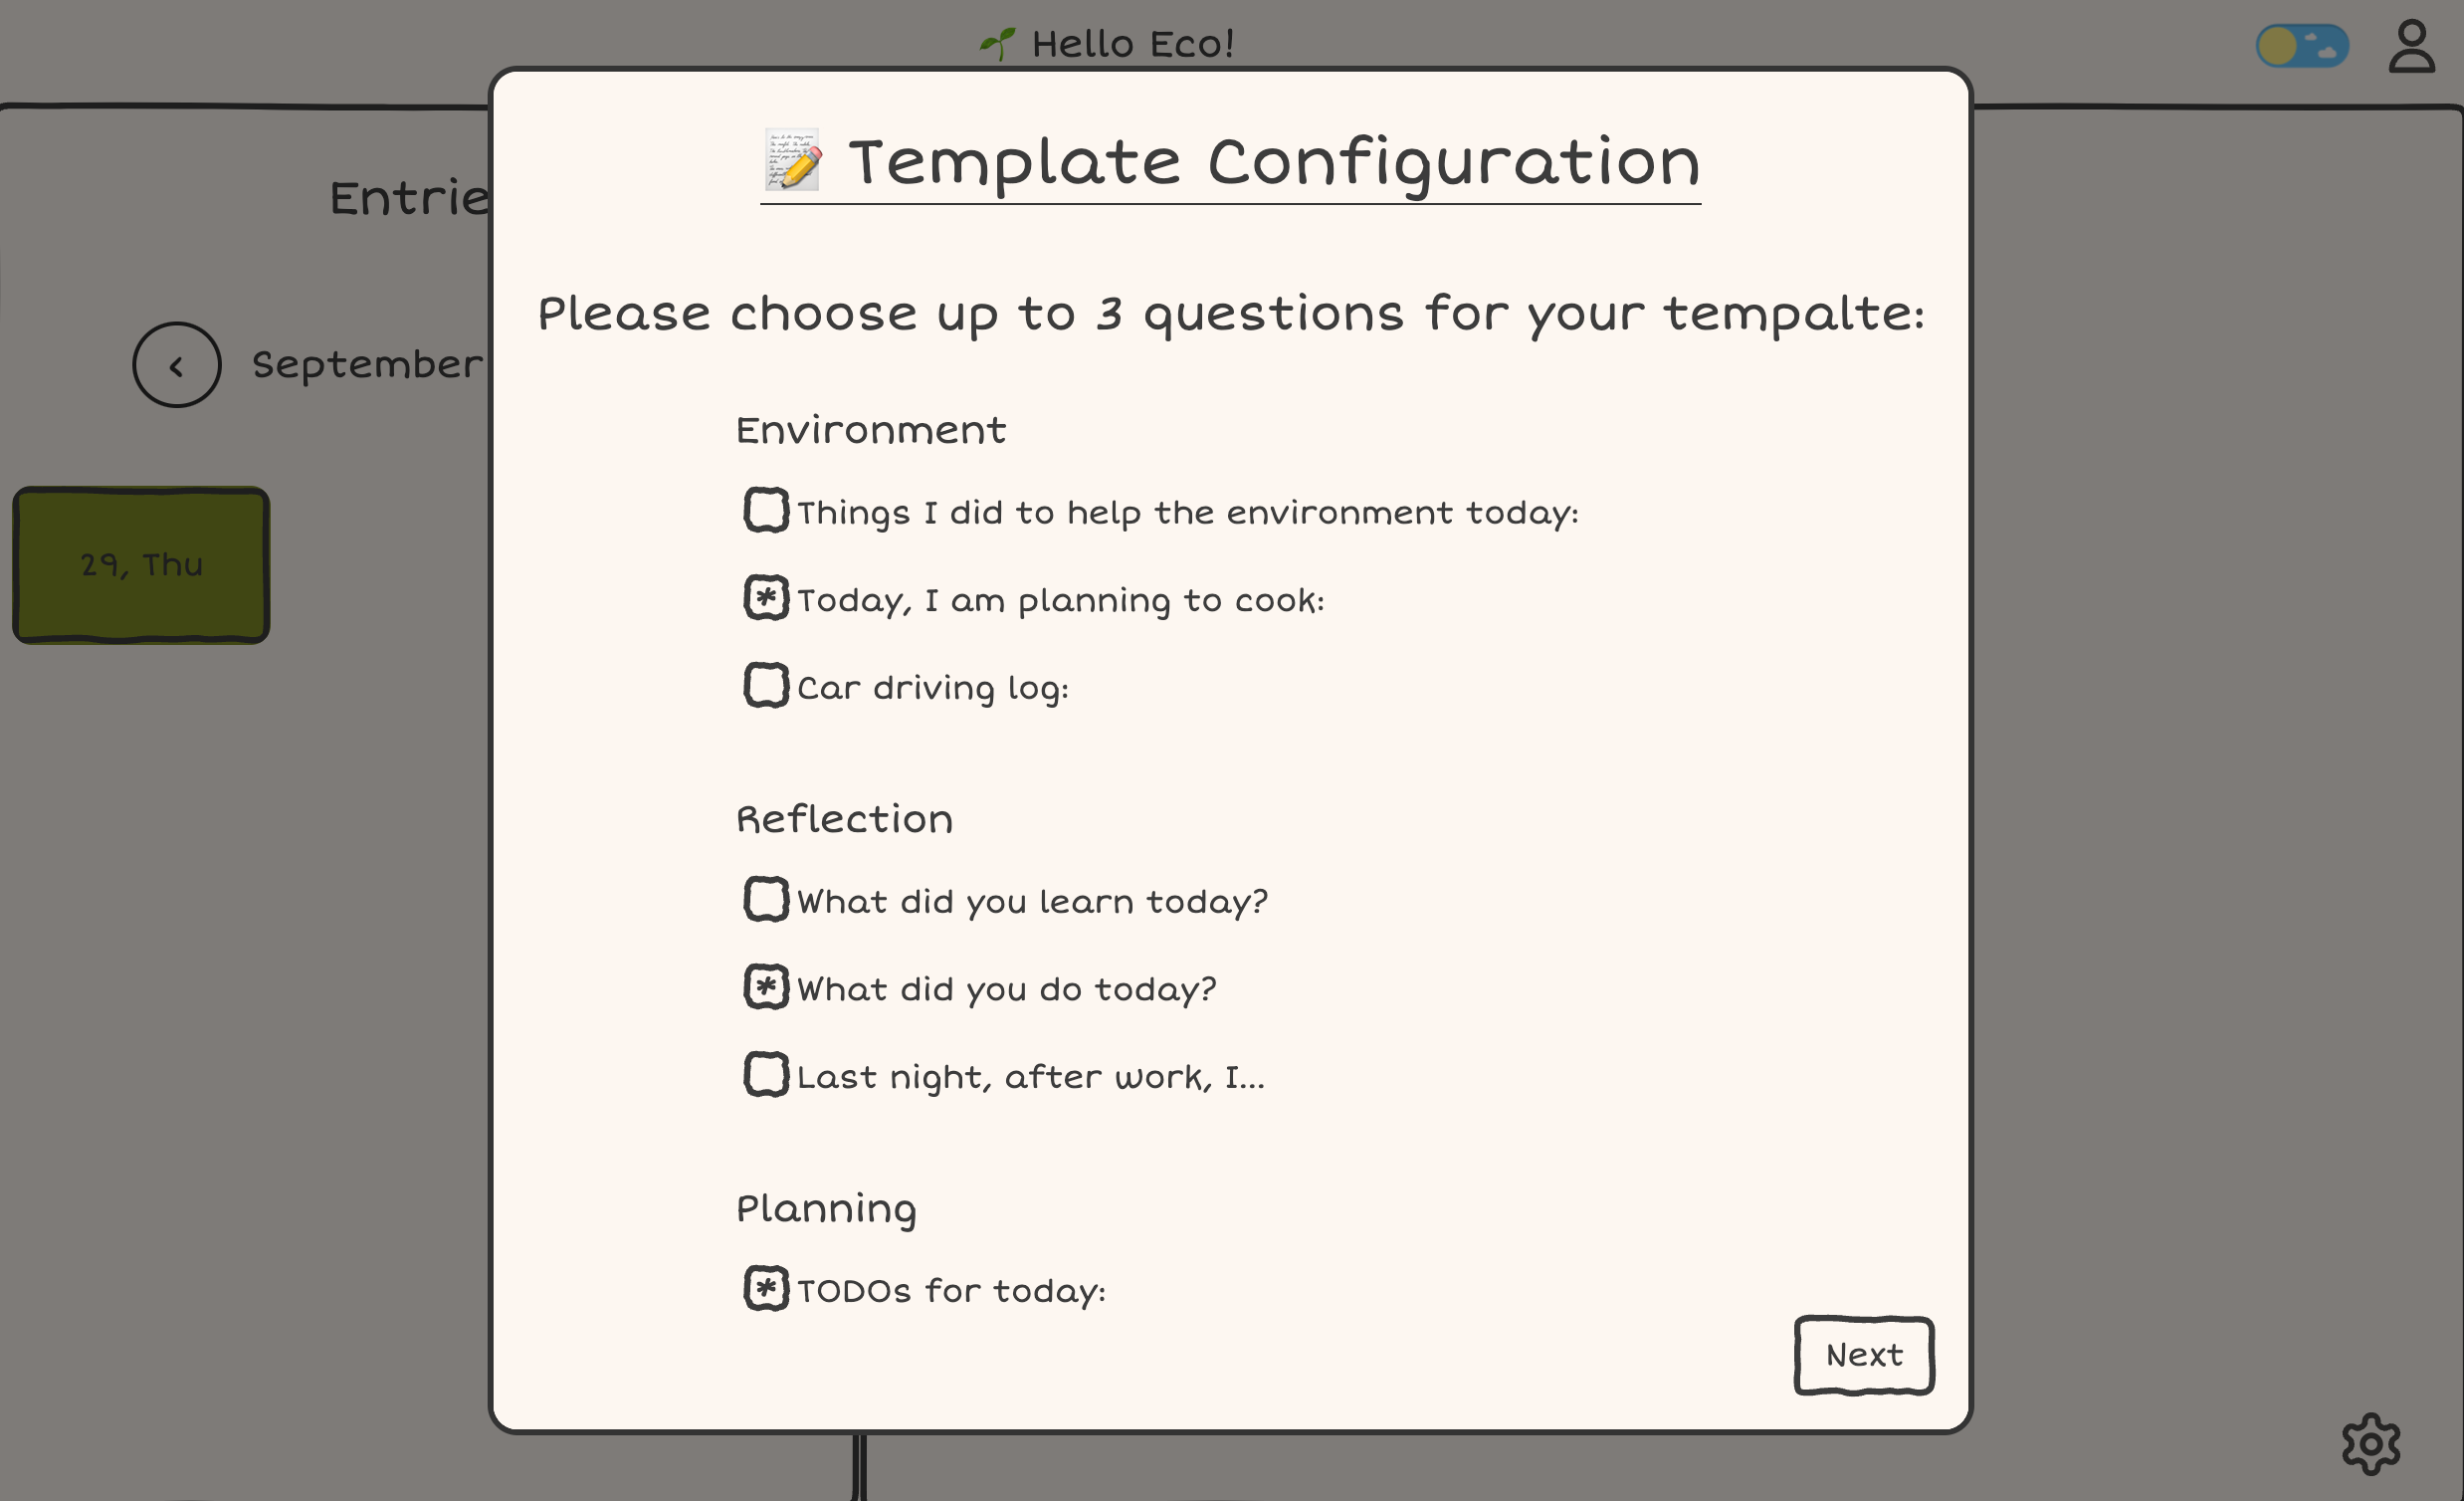 Hello Eco!
Template Configuration
Entrie
Please choose up to 3 questions for your tempalte:
September
Environment
Things I did to help the environment today:
29, Thu
* Today, I am planning to cook:
Car driving log:
Reflection
What did you learn today?
* What did you do today?
Last night, after work, I...
Planning
* TODOs for today:
Next